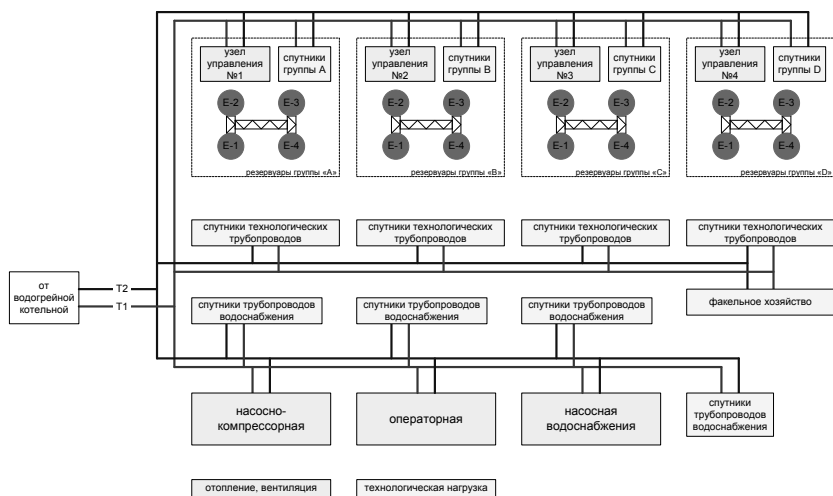 узел
управления
№1
спутники
группы А
узел
управления
№2
спутники
группы В
узел
управления
№3
спутники
группы С
узел
управления
№4
спутники
группы D
Е-2
Е-3
Е-1
Е-4
резервуары группы «А»
Е-2
Е-3
Е-1
Е-4
резервуары группы «В»
Е-2
Е-3
Е-1
Е-4
резервуары группы «С»
Е-2
Е-3
Е-1
Е-4
резервуары группы «D»
спутники технологических
трубопроводов
спутники технологических
трубопроводов
спутники технологических
трубопроводов
спутники технологических
трубопроводов
от
водогрейной
котельной
Т2
Т1
спутники трубопроводов
водоснабжения
спутники трубопроводов
водоснабжения
спутники трубопроводов
водоснабжения
факельное хозяйство
насосно-
компрессорная
операторная
насосная
водоснабжения
спутники
трубопроводов
водоснабжения
отопление, вентиляция
технологическая нагрузка